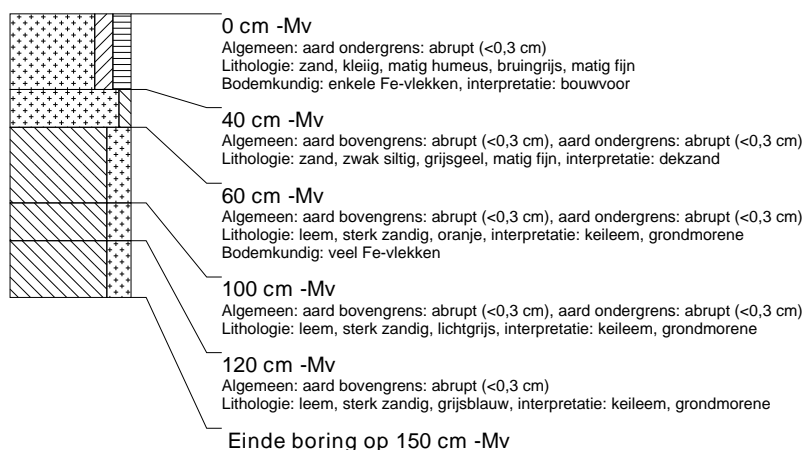 0 cm -Mv
Algemeen: aard ondergrens: abrupt (<0,3 cm)
Lithologie: zand, kleiig, matig humeus, bruingrijs, matig fijn
Bodemkundig: enkele Fe-vlekken, interpretatie: bouwvoor
40 cm -Mv
Algemeen: aard bovengrens: abrupt (<0,3 cm), aard ondergrens: abrupt (<0,3 cm)
Lithologie: zand, zwak siltig, grijsgeel, matig fijn, interpretatie: dekzand
60 cm -Mv
Algemeen: aard bovengrens: abrupt (<0,3 cm), aard ondergrens: abrupt (<0,3 cm)
Lithologie: leem, sterk zandig, oranje, interpretatie: keileem, grondmorene
Bodemkundig: veel Fe-vlekken
100 cm -Mv
Algemeen: aard bovengrens: abrupt (<0,3 cm), aard ondergrens: abrupt (<0,3 cm)
Lithologie: leem, sterk zandig, lichtgrijs, interpretatie: keileem, grondmorene
120 cm -Mv
Algemeen: aard bovengrens: abrupt (<0,3 cm)
Lithologie: leem, sterk zandig, grijsblauw, interpretatie: keileem, grondmorene
Einde boring op 150 cm -Mv